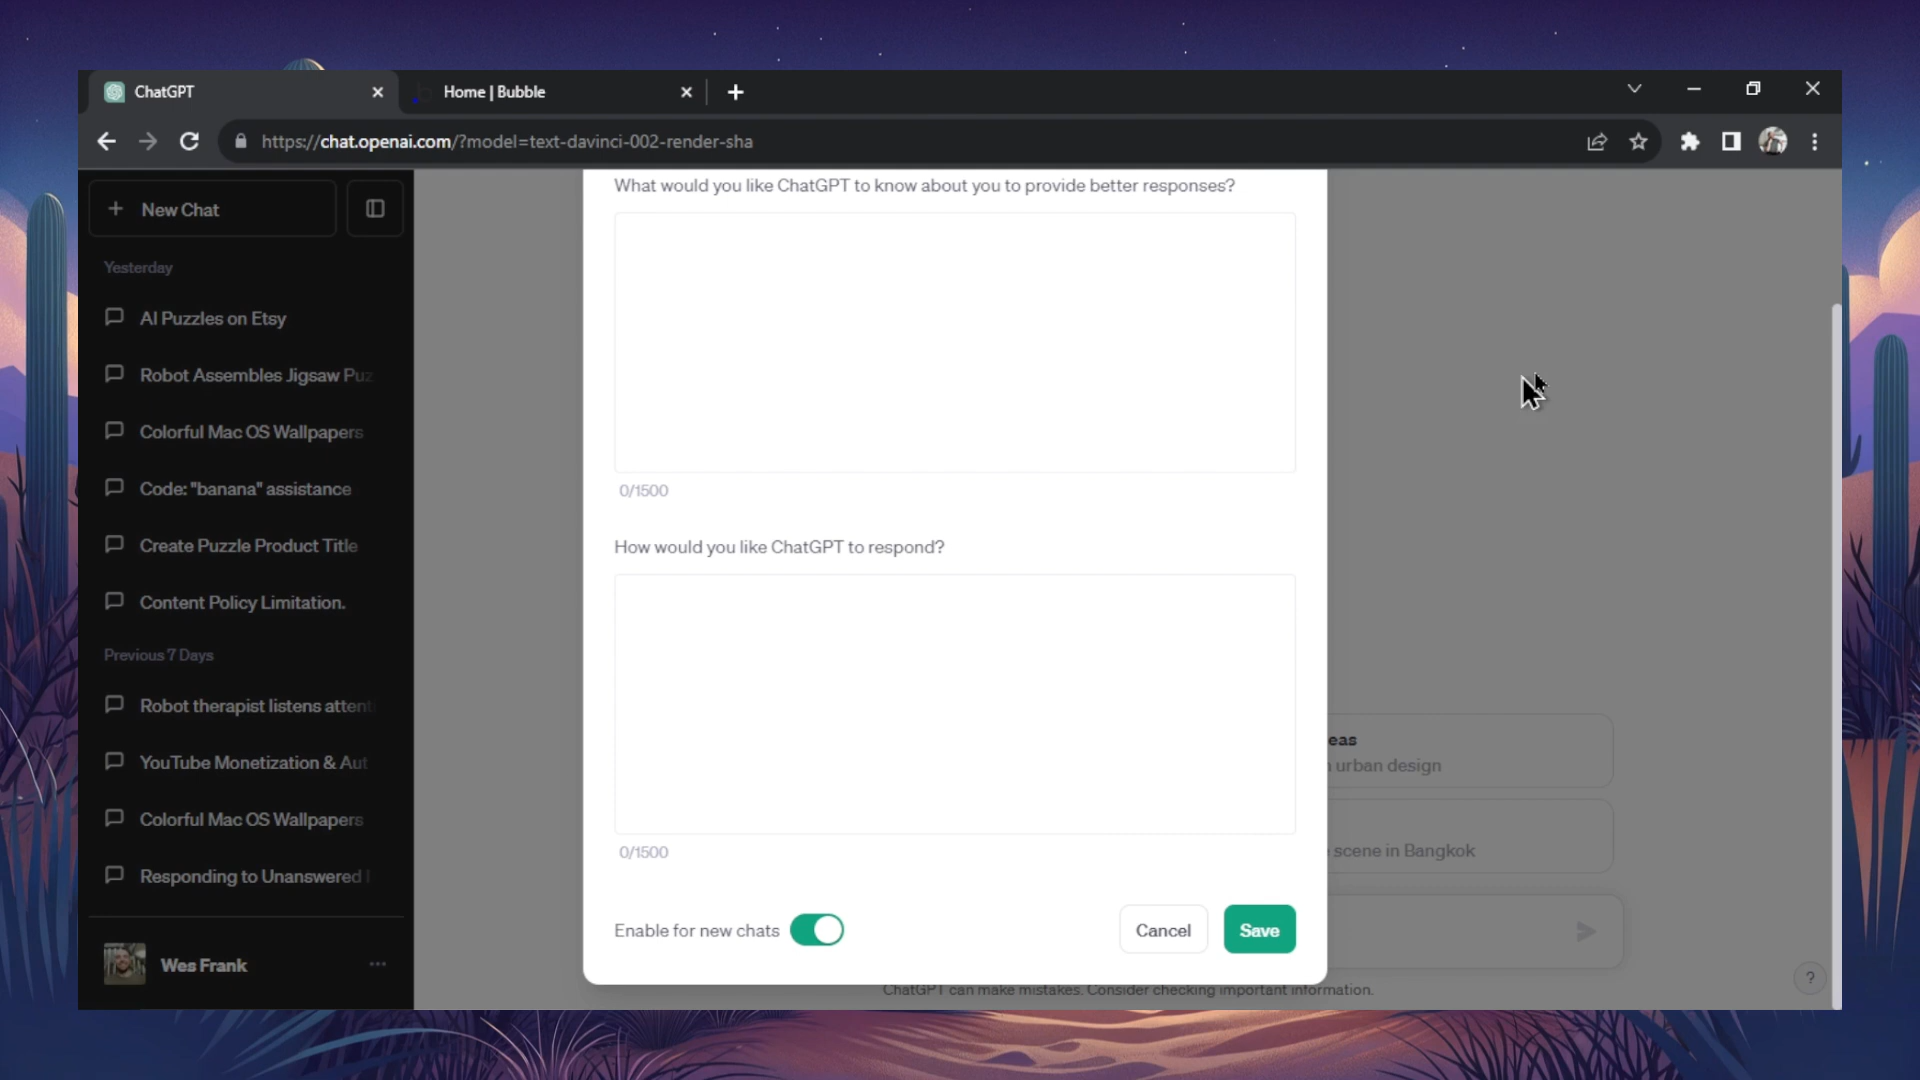 ChatGPT
Home | Bubble
https://chat.openai.com/?model=text-davinci-002-render-sha
New Chat
Yesterday
AI Puzzles on Etsy
Robot Assembles Jigsaw Puz
Colorful Mac OS Wallpapers
Code: "banana" assistance
Create Puzzle Product Title
Content Policy Limitation.
Previous 7 Days
Robot therapist listens attent
YouTube Monetization & Aut
Colorful Mac OS Wallpapers
Responding to Unanswered
Wes Frank
What would you like ChatGPT to know about you to provide better responses?
0/1500
How would you like ChatGPT to respond?
0/1500
Enable for new chats
Cancel
Save
eas
urban design
scene in Bangkok
ChatGPT can make mistakes. Consider checking important information.
?